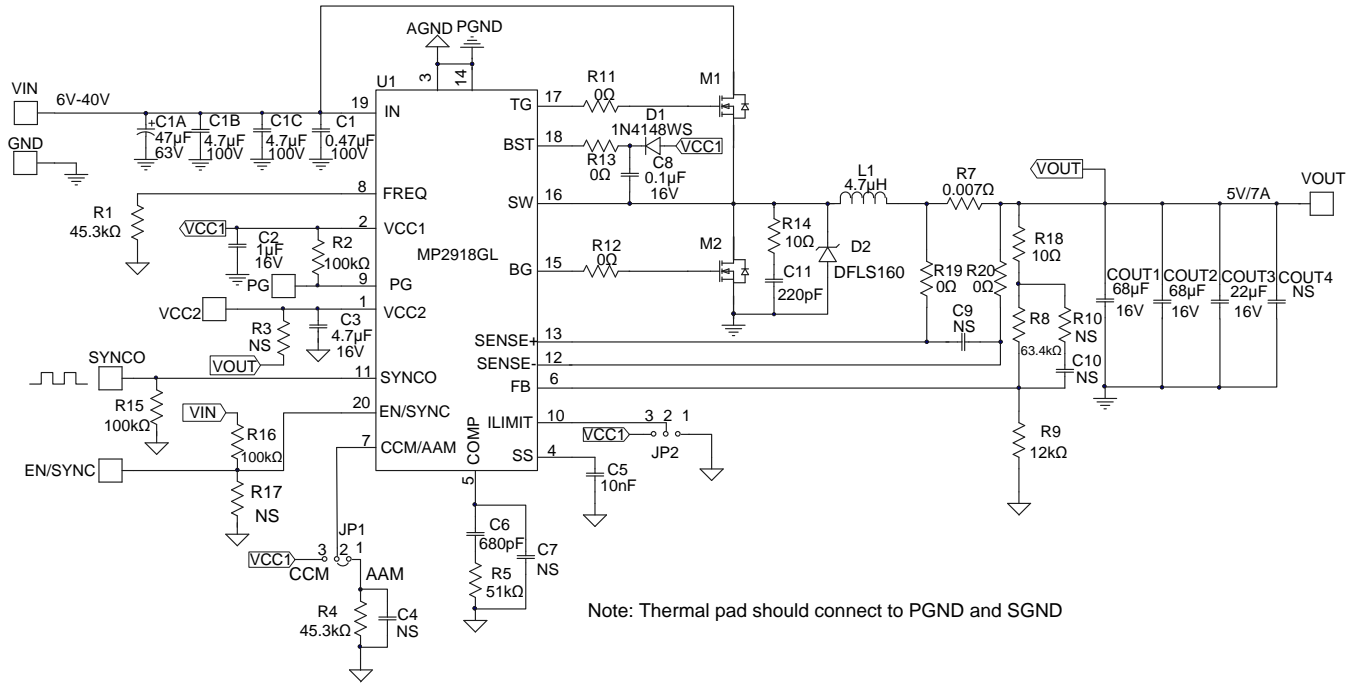 AGND PGND
U1
3
14
VIN
6V-40V
19
IN
C1A
47µF
63V
C1B
4.7µF
100V
C1C
4.7µF
100V
C1
0.47µF
100V
GND
8
FREQ
R1
45.3kΩ
VCC1
2
VCC1
C2
1µF
16V
R2
100kΩ
MP2918GL
PG
9
PG
VCC2
1
VCC2
R3
NS
C3
4.7µF
16V
VOUT
SYNCO
11
SYNCO
R15
100kΩ
VIN
20
EN/SYNC
R16
100kΩ
7
CCM/AAM
EN/SYNC
R17
NS
JP1
VCC1
3 2 1
CCM
AAM
R4
45.3kΩ
C4
NS
COMP
5
C6
680pF
C7
NS
R5
51kΩ
TG
17
R11
0Ω
M1
BST
18
R13
0Ω
D1
1N4148WS
VCC1
C8
0.1µF
16V
SW
16
L1
4.7µH
R7
0.007Ω
VOUT
5V/7A
VOUT
BG
15
R12
0Ω
M2
R14
10Ω
C11
220pF
D2
DFLS160
R19
0Ω
R20
0Ω
R18
10Ω
C9
NS
R8
63.4kΩ
R10
NS
C10
NS
COUT1
68µF
16V
COUT2
68µF
16V
COUT3
22µF
16V
COUT4
NS
SENSE+
13
SENSE-
12
FB
6
ILIMIT
10
3 2 1
VCC1
JP2
SS
4
C5
10nF
R9
12kΩ
Note: Thermal pad should connect to PGND and SGND